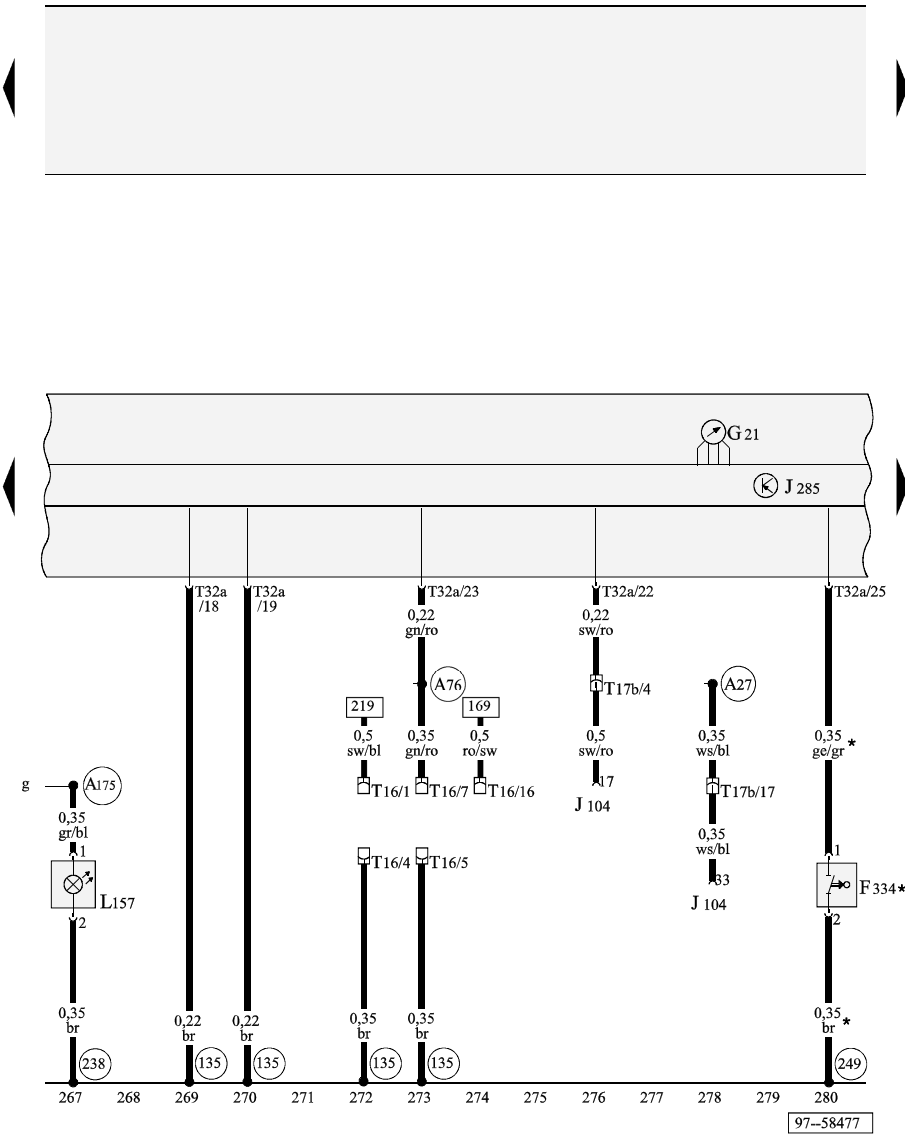 G 21
J 285
T32a /18
T32a /19
T32a/23
T32a/22
T32a/25
0,22 gn/ro
0,22 sw/ro
A76
T17b/4
A27
219
169
0,5 sw/bl
0,35 gn/ro
0,5 ro/sw
0,5 sw/ro
0,35 ws/bl
0,35 ge/gr *
g
A175
T16/1
T16/7
T16/16
17
J 104
T17b/17
0,35 gr/bl
0,35 ws/bl
1
T16/4
T16/5
1
33
L157
J 104
F334*
2
2
0,35 br
0,22 br
0,22 br
0,35 br
0,35 br
0,35 br *
238
135
135
135
135
249
267 268 269 270 271 272 273 274 275 276 277 278 279 280
97--58477